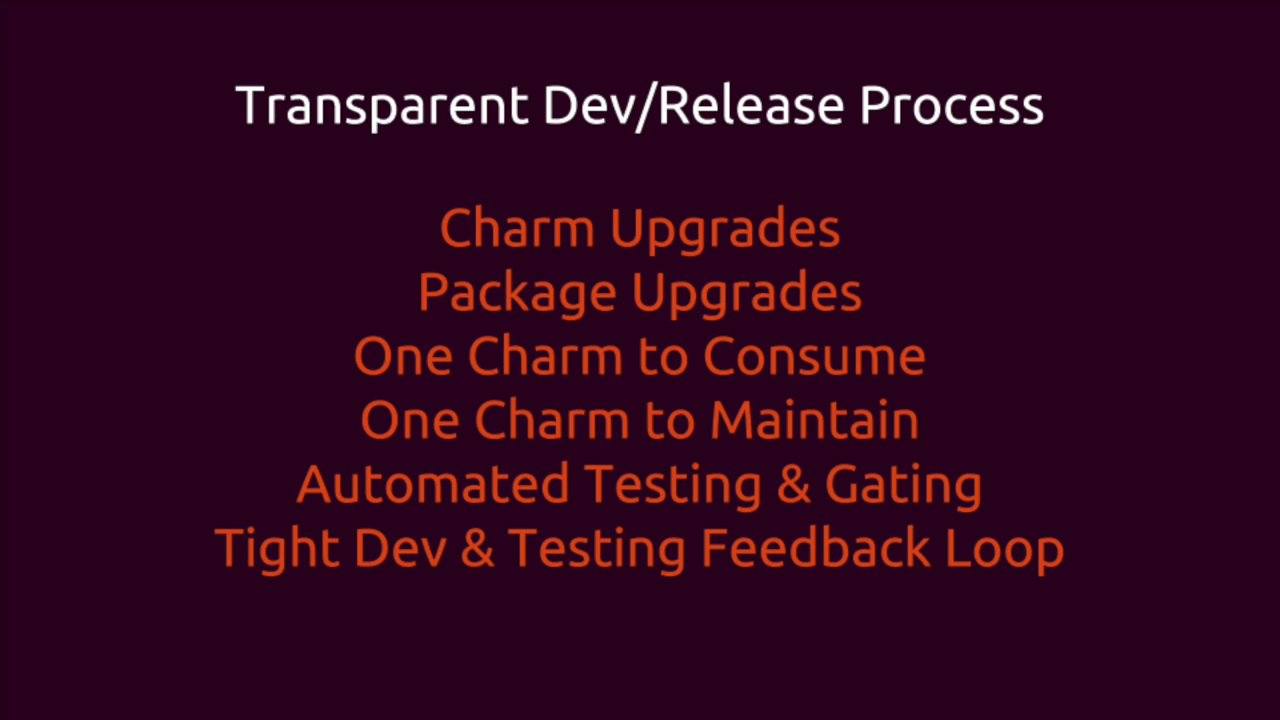 Transparent Dev/Release Process
Charm Upgrades
Package Upgrades
One Charm to Consume
One Charm to Maintain
Automated Testing & Gating
Tight Dev & Testing Feedback Loop